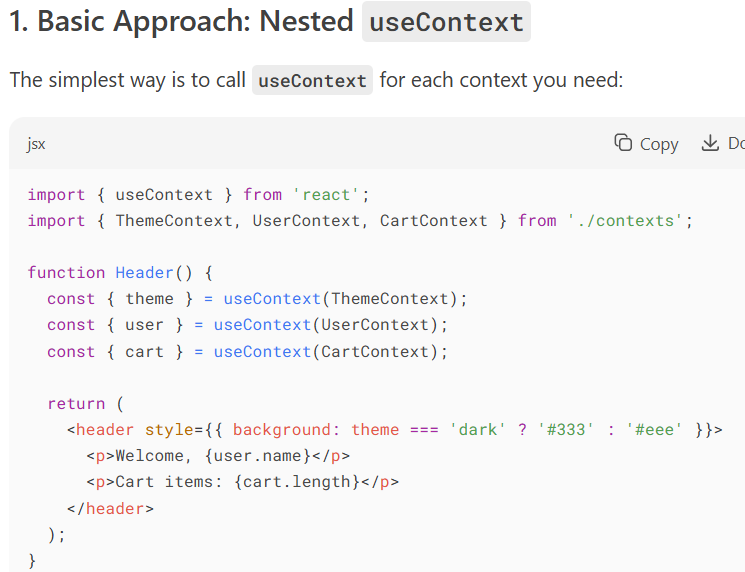 1. Basic Approach: Nested useContext
The simplest way is to call useContext for each context you need:
jsx
Copy
import { useContext } from 'react';
import { ThemeContext, UserContext, CartContext } from './contexts';
function Header() {
const { theme } = useContext(ThemeContext);
const { user } = useContext(UserContext);
const { cart } = useContext(CartContext);
return (
<header style={{ background: theme === 'dark' ? '#333' : '#eee' }}>
<p>Welcome, {user.name}</p>
<p>Cart items: {cart.length}</p>
</header>
);
}